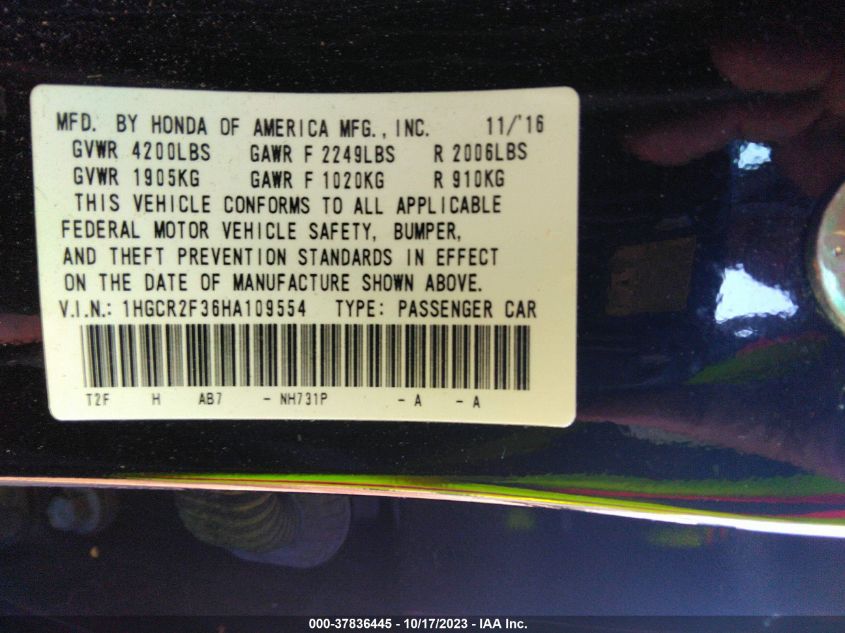 MFD. BY HONDA OF AMERICA MFG., INC. 11/'16
GVWR 4200LBS GAWR F 2249LBS R 2006LBS
GVWR 1905KG GAWR F 1020KG R 910KG
THIS VEHICLE CONFORMS TO ALL APPLICABLE
FEDERAL MOTOR VEHICLE SAFETY, BUMPER,
AND THEFT PREVENTION STANDARDS IN EFFECT
ON THE DATE OF MANUFACTURE SHOWN ABOVE.
V.I.N.: 1HGCR2F36HA109554 TYPE: PASSENGER CAR
T2F H AB7 - NH731P - A - A
000-37836445 - 10/17/2023 - IAA Inc.